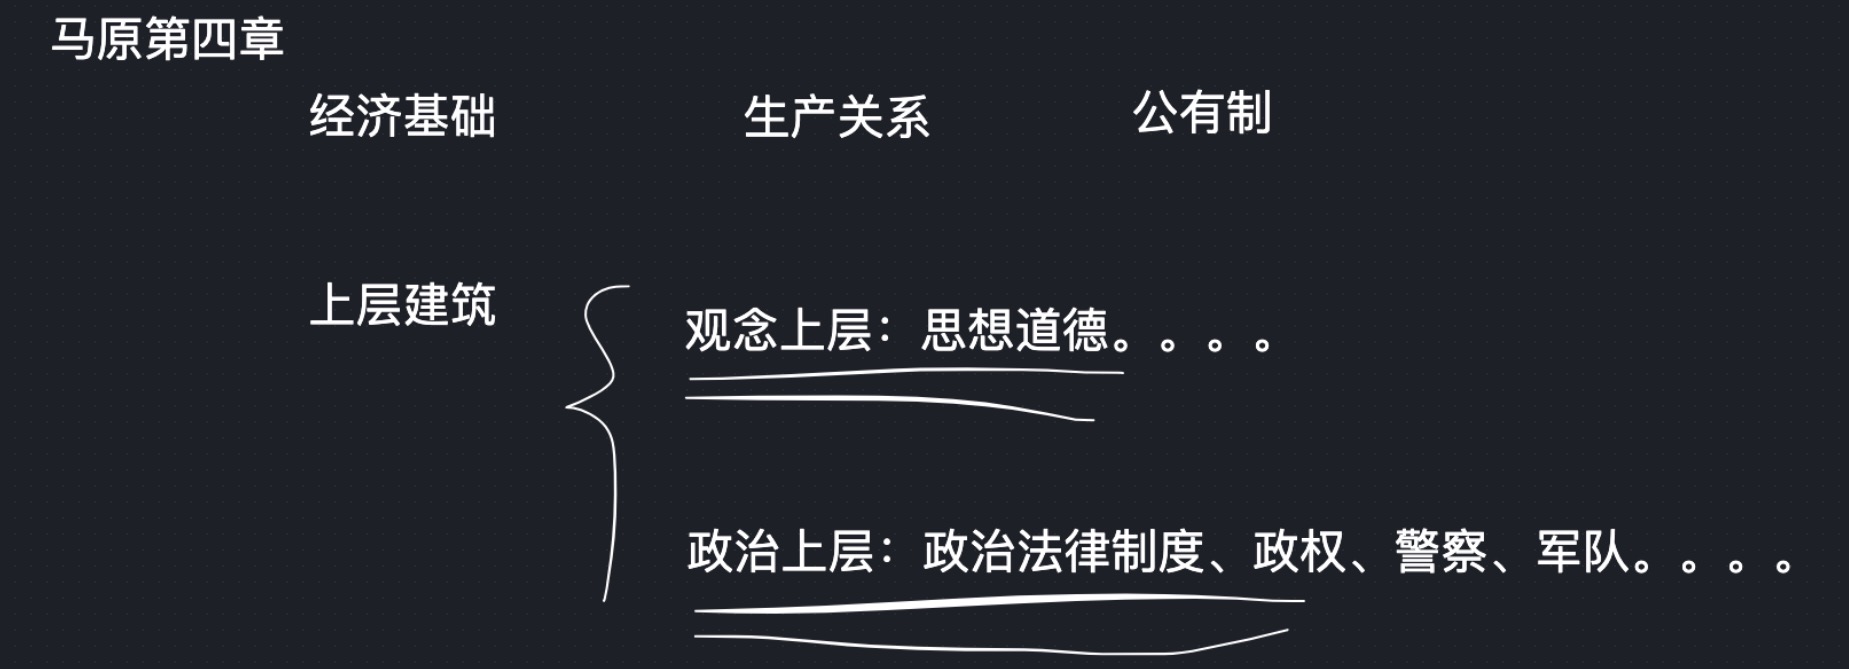 马原第四章
经济基础 生产关系 公有制
上层建筑
观念上层：思想道德。。。。
政治上层：政治法律制度、政权、警察、军队。。。。